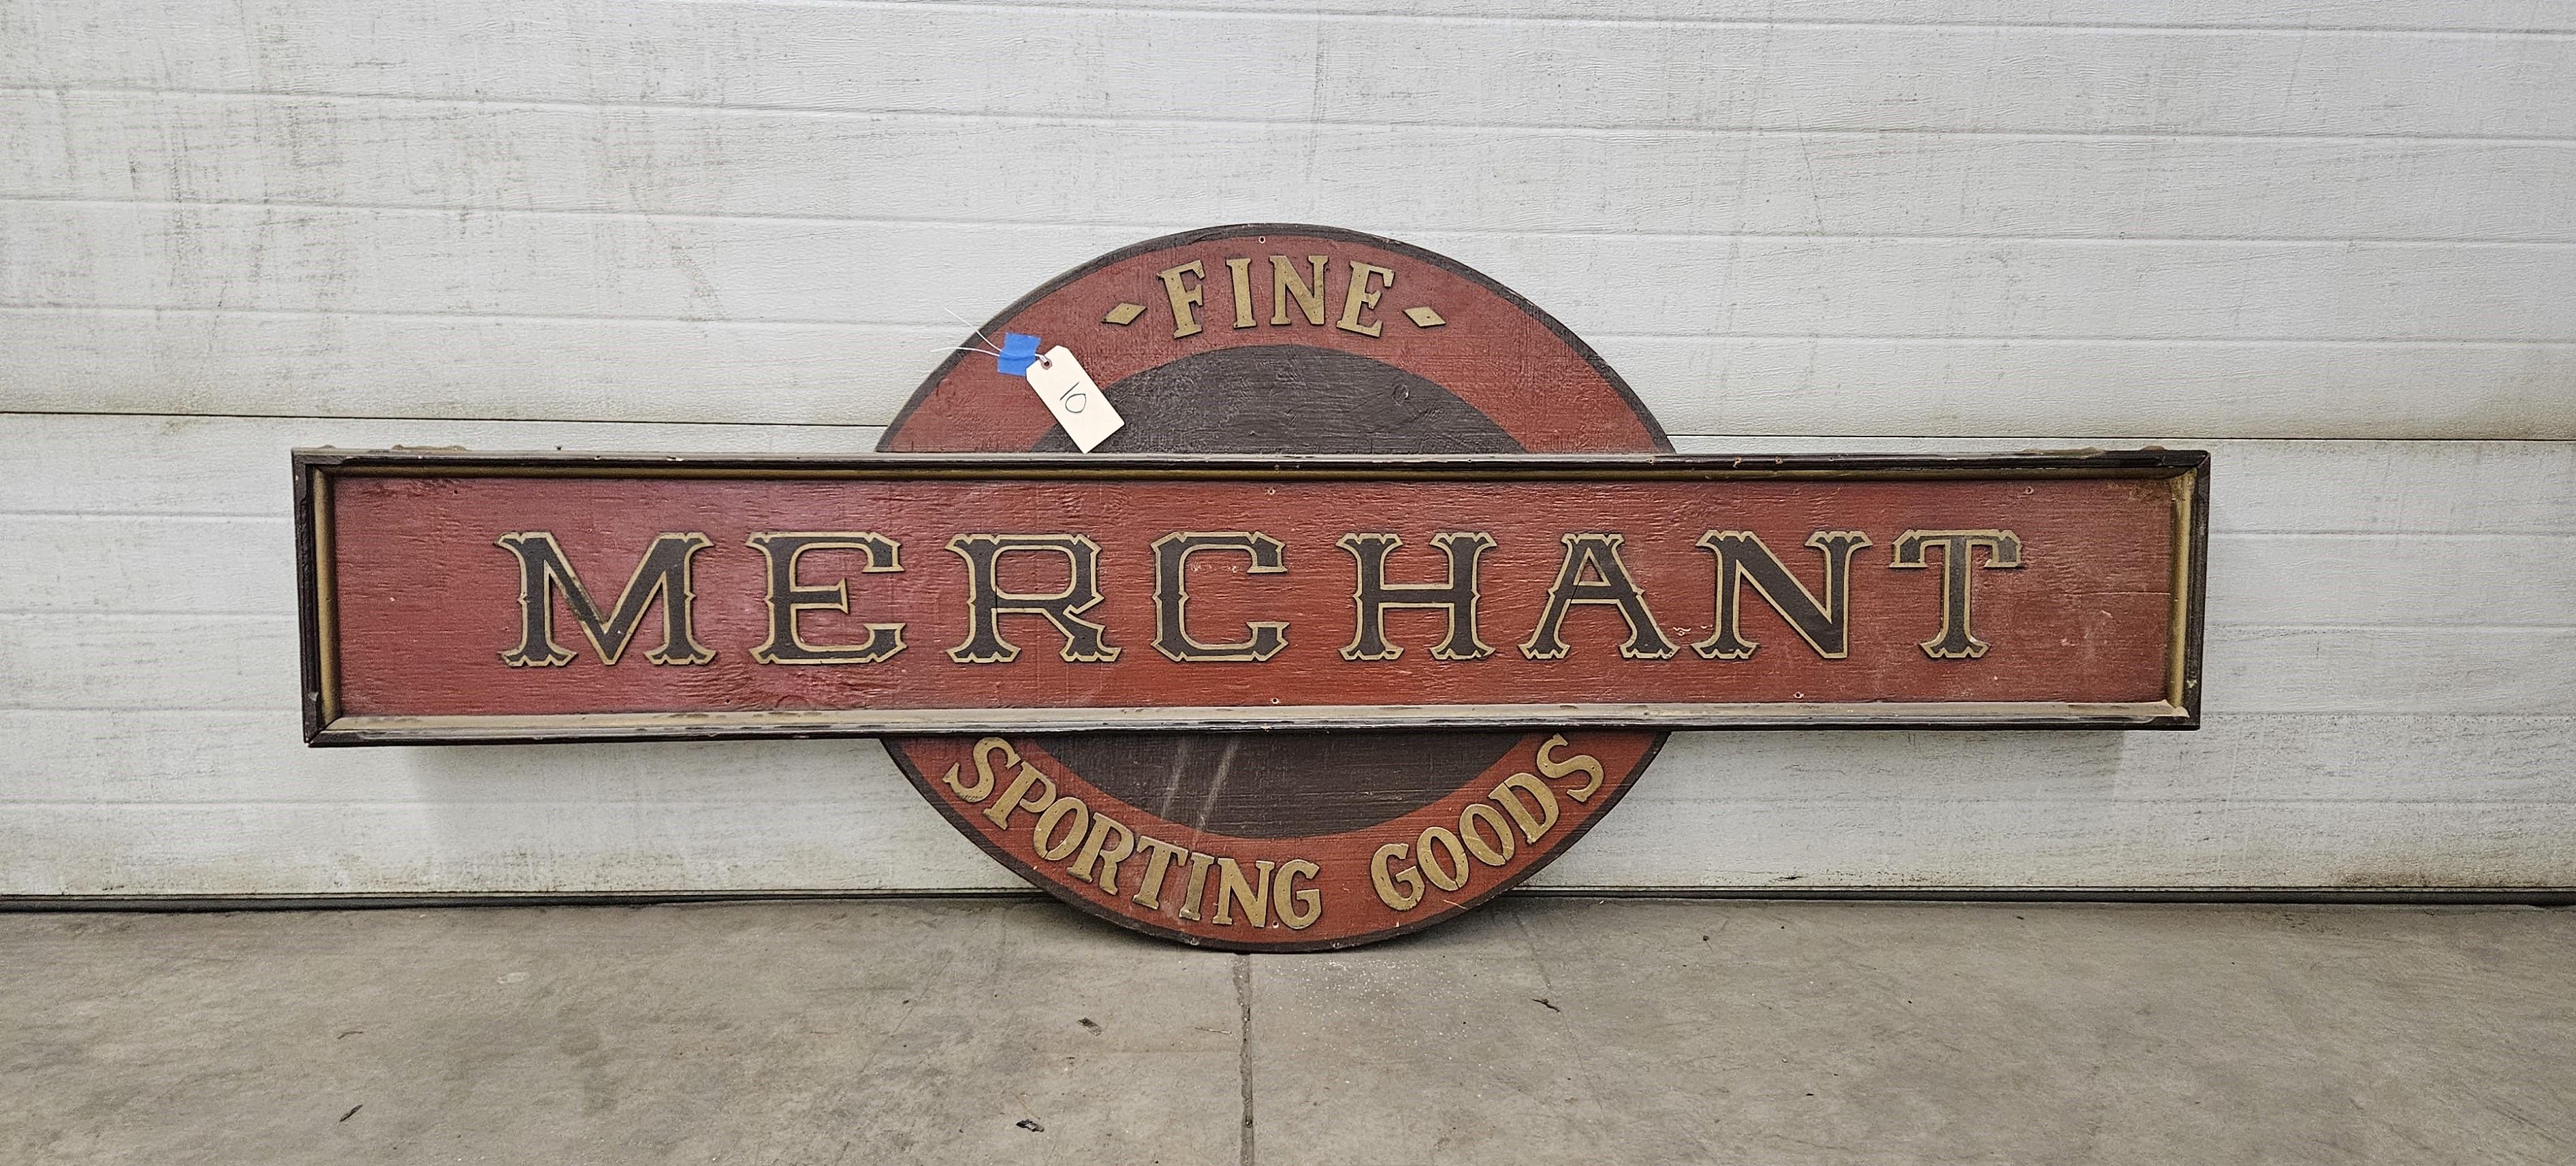 FINE
10
MERCHANT
SPORTING GOODS